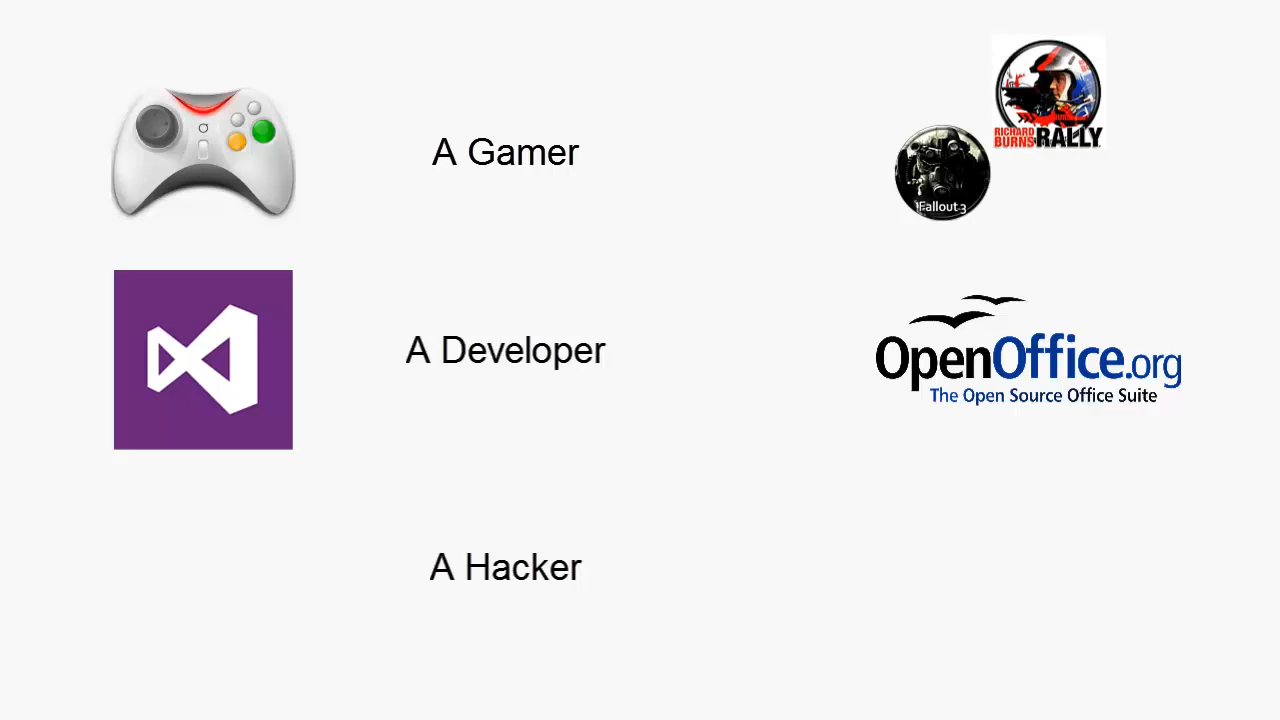 A Gamer
RICHARD
BURNS RALLY
Fallout 3
A Developer
OpenOffice.org
The Open Source Office Suite
A Hacker